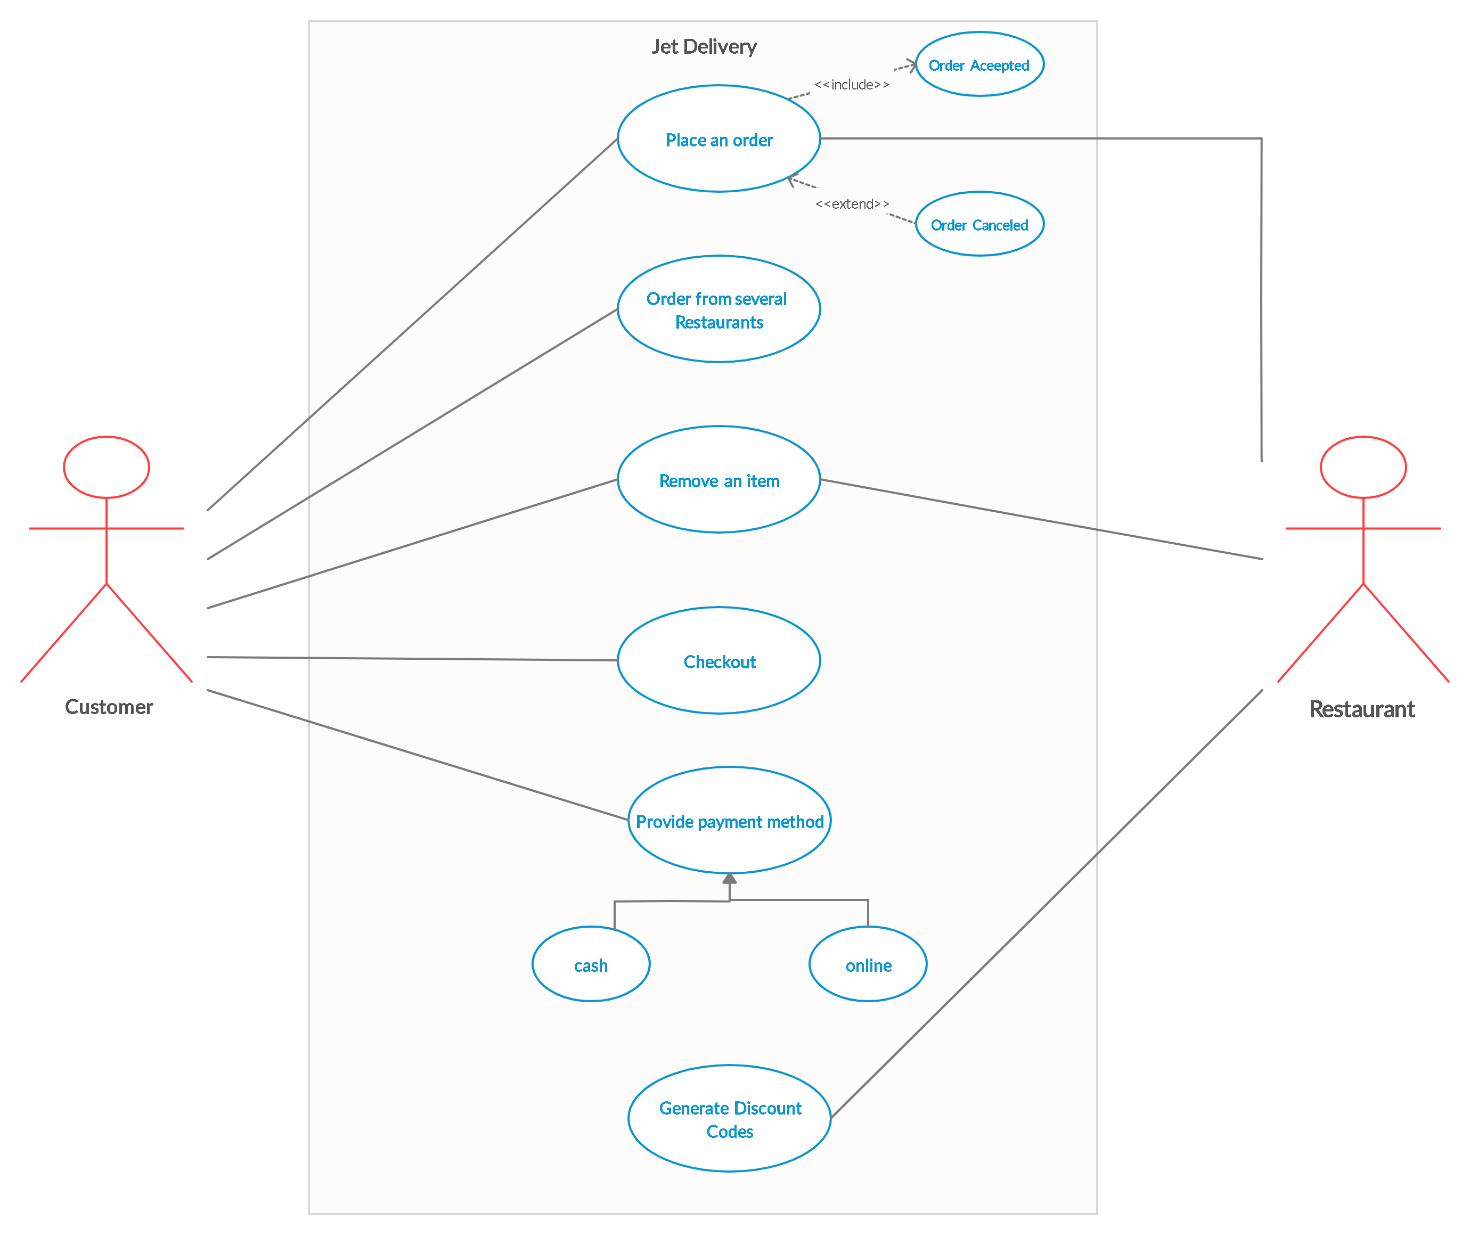 Jet Delivery
Order Aceepted
<<include>>
Place an order
<<extend>>
Order Canceled
Order from several
Restaurants
Remove an item
Checkout
Customer
Restaurant
Provide payment method
cash
online
Generate Discount
Codes